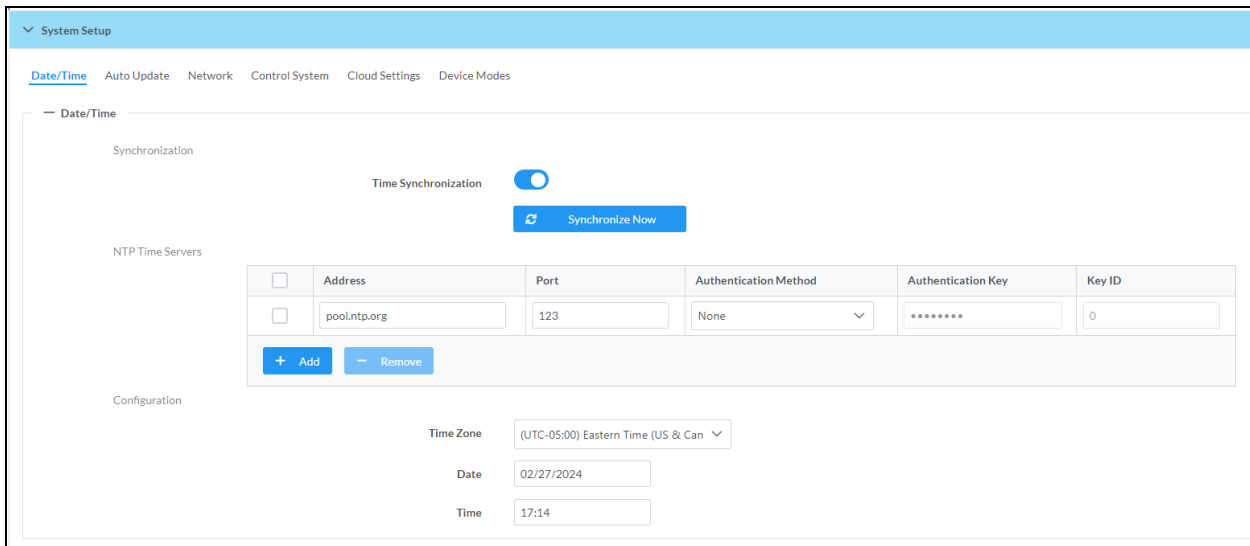 System Setup
Date/Time Auto Update Network Control System Cloud Settings Device Modes
Date/Time
Synchronization
Time Synchronization
Synchronize Now
NTP Time Servers
Address Port Authentication Method Authentication Key Key ID
pool.ntp.org 123 None •••••••• 0
+ Add − Remove
Configuration
Time Zone (UTC-05:00) Eastern Time (US & Can
Date 02/27/2024
Time 17:14